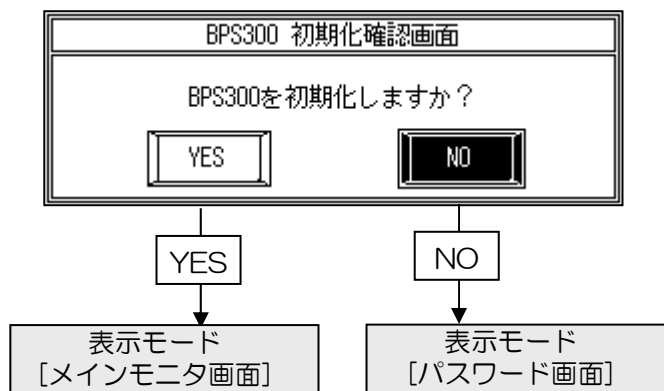 BPS300 初期化確認画面
BPS300を初期化しますか？
YES NO
YES NO
表示モード 表示モード
[メインモニタ画面] [パスワード画面]